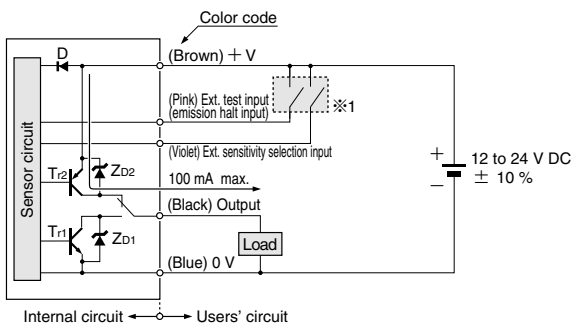 Color code
D
(Brown) + V
(Pink) Ext. test input
(emission halt input)
※1
(Violet) Ext. sensitivity selection input
Sensor circuit
Tr2
ZD2
100 mA max.
+
−
12 to 24 V DC
± 10 %
(Black) Output
Tr1
ZD1
Load
(Blue) 0 V
Internal circuit
Users' circuit